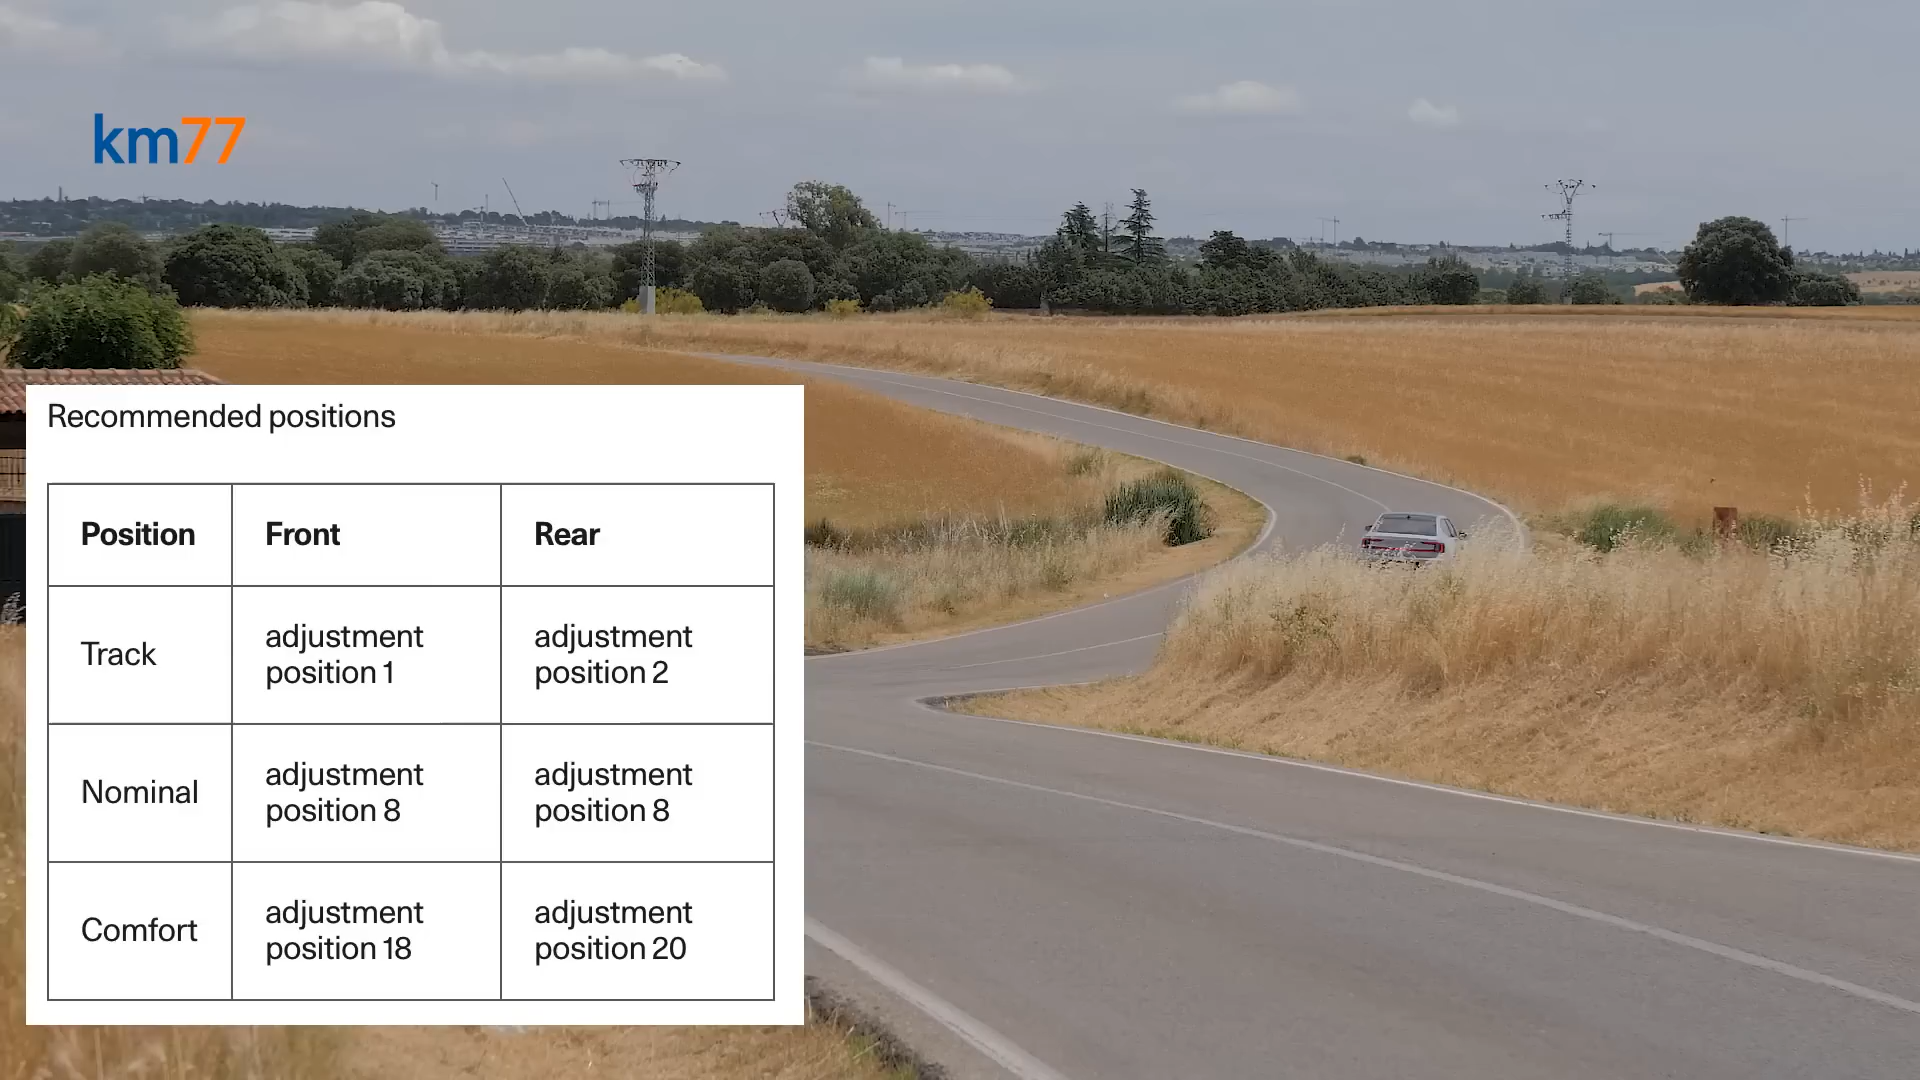 km77
Recommended positions
Position Front Rear
Track adjustment position 1 adjustment position 2
Nominal adjustment position 8 adjustment position 8
Comfort adjustment position 18 adjustment position 20